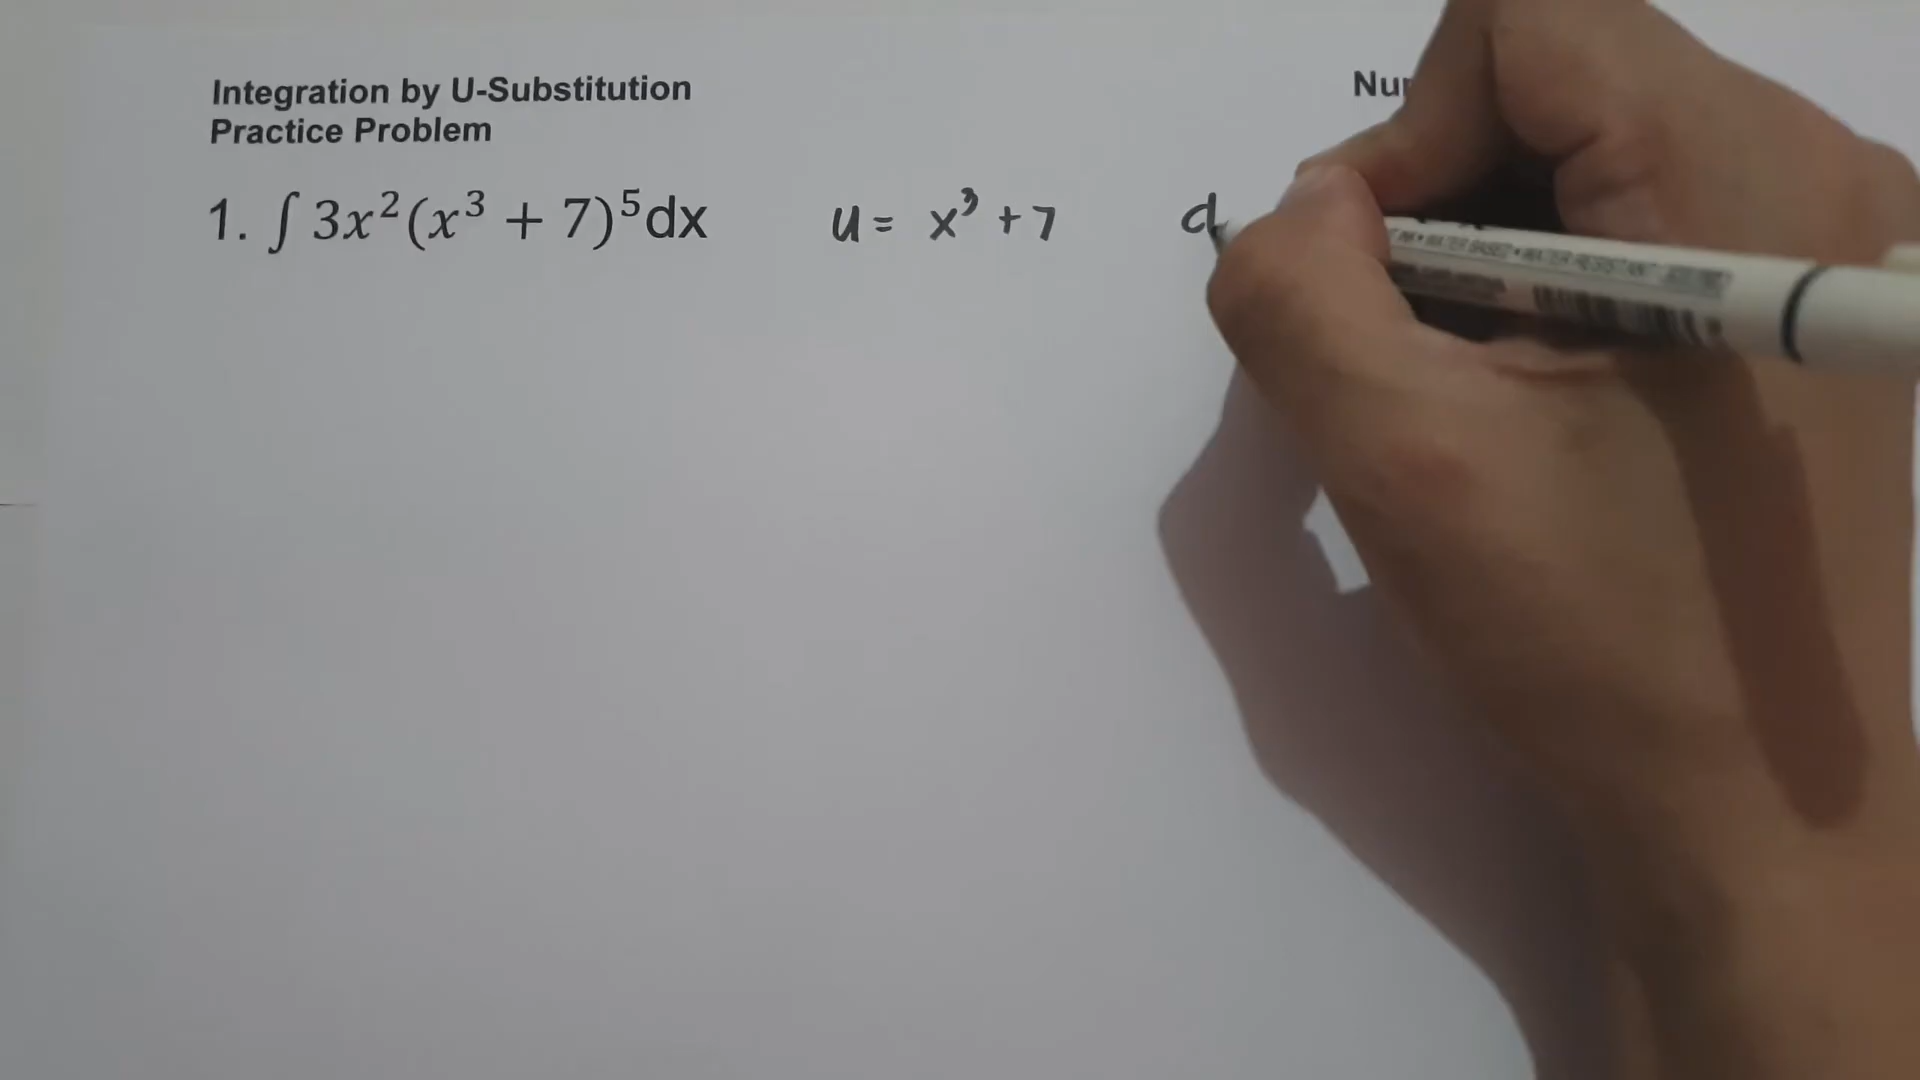 Integration by U-Substitution
Practice Problem
1. ∫ 3x²(x³ + 7)⁵dx u = x³ + 7 d